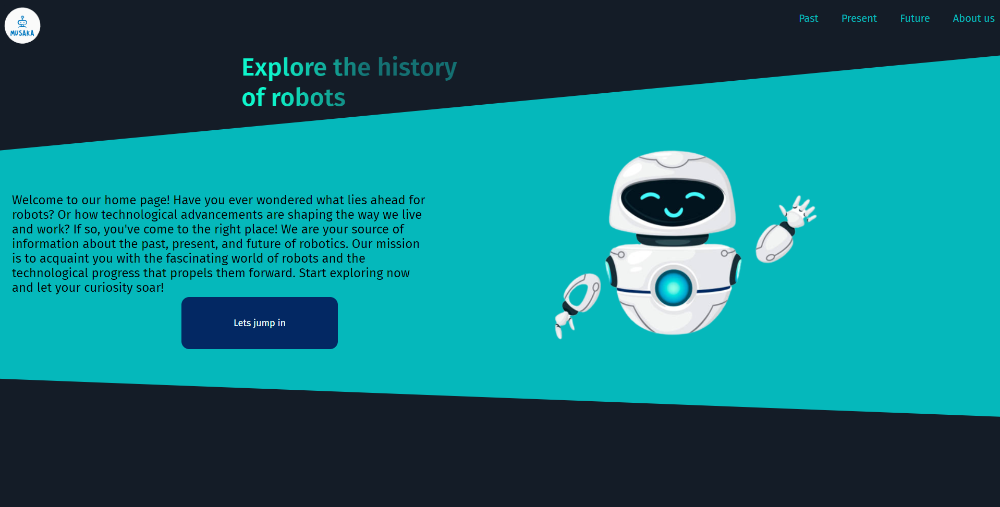 MUSAKA
Past
Present
Future
About us
Explore the history
of robots
Welcome to our home page! Have you ever wondered what lies ahead for
robots? Or how technological advancements are shaping the way we live
and work? If so, you've come to the right place! We are your source of
information about the past, present, and future of robotics. Our mission
is to acquaint you with the fascinating world of robots and the
technological progress that propels them forward. Start exploring now
and let your curiosity soar!
Lets jump in